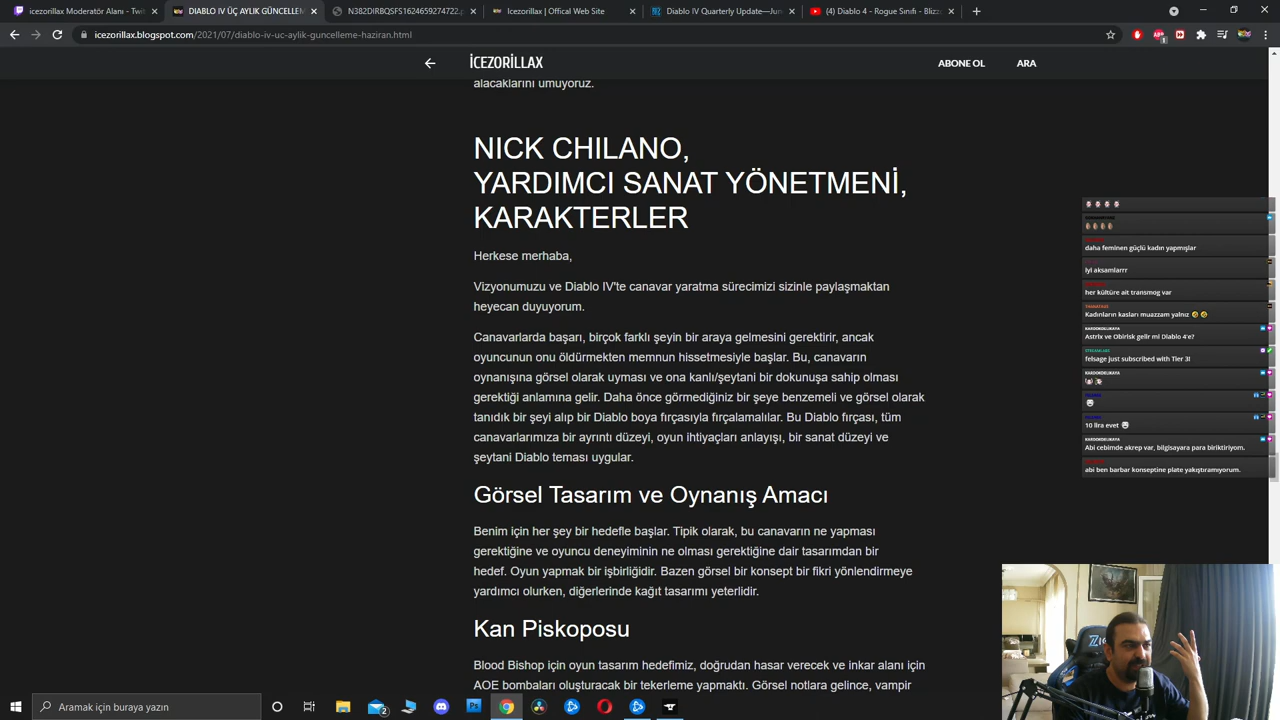 icezorillax Moderatör Alanı - Twit
DIABLO IV ÜÇ AYLIK GÜNCELLEM
N382DIRBQSFS1624659274722.p
Icezorillax | Offical Web Site
Diablo IV Quarterly Update—Jun
(4) Diablo 4 - Rogue Sınıfı - Blizz
icezorillax.blogspot.com/2021/07/diablo-iv-uc-aylik-guncelleme-haziran.html
İCEZORİLLAX
ABONE OL
ARA
alacaklarını umuyoruz.
NICK CHILANO,
YARDIMCI SANAT YÖNETMENİ,
KARAKTERLER
Herkese merhaba,
Vizyonumuzu ve Diablo IV'te canavar yaratma sürecimizi sizinle paylaşmaktan
heyecan duyuyorum.
Canavarlarda başarı, birçok farklı şeyin bir araya gelmesini gerektirir, ancak
oyuncunun onu öldürmekten memnun hissetmesiyle başlar. Bu, canavarın
oynanışına görsel olarak uyması ve ona kanlı/şeytani bir dokunuşa sahip olması
gerektiği anlamına gelir. Daha önce görmediğiniz bir şeye benzemeli ve görsel olarak
tanıdık bir şeyi alıp bir Diablo boya fırçasıyla fırçalamalılar. Bu Diablo fırçası, tüm
canavarlarımıza bir ayrıntı düzeyi, oyun ihtiyaçları anlayışı, bir sanat düzeyi ve
şeytani Diablo teması uygular.
Görsel Tasarım ve Oynanış Amacı
Benim için her şey bir hedefle başlar. Tipik olarak, bu canavarın ne yapması
gerektiğine ve oyuncu deneyiminin ne olması gerektiğine dair tasarımdan bir
hedef. Oyun yapmak bir işbirliğidir. Bazen görsel bir konsept bir fikri yönlendirmeye
yardımcı olurken, diğerlerinde kağıt tasarımı yeterlidir.
Kan Piskoposu
Blood Bishop için oyun tasarım hedefimiz, doğrudan hasar verecek ve inkar alanı için
AOE bombaları oluşturacak bir tekerleme yapmaktı. Görsel notlara gelince, vampir
daha feminen güçlü kadın yapmışlar
iyi aksamlarrr
her kültüre ait transmog var
Kadınların kasları muazzam yalnız
KARDOKDELIKAYA
Astrix ve Obirisk gelir mi Diablo 4'e?
felsage just subscribed with Tier 3!
KARDOKDELIKAYA
10 lira evet
KARDOKDELIKAYA
Abi cebimde akrep var, bilgisayara para biriktiriyom.
abi ben barbar konseptine plate yakıştıramıyorum.
Aramak için buraya yazın
2